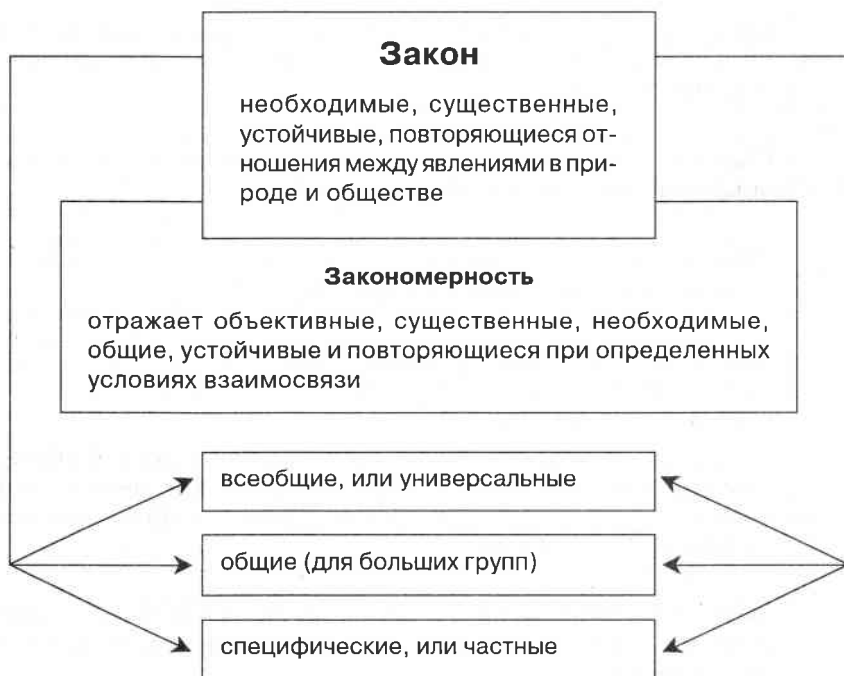 Закон
необходимые, существенные,
устойчивые, повторяющиеся от-
ношения между явлениями в при-
роде и обществе
Закономерность
отражает объективные, существенные, необходимые,
общие, устойчивые и повторяющиеся при определенных
условиях взаимосвязи
всеобщие, или универсальные
общие (для больших групп)
специфические, или частные